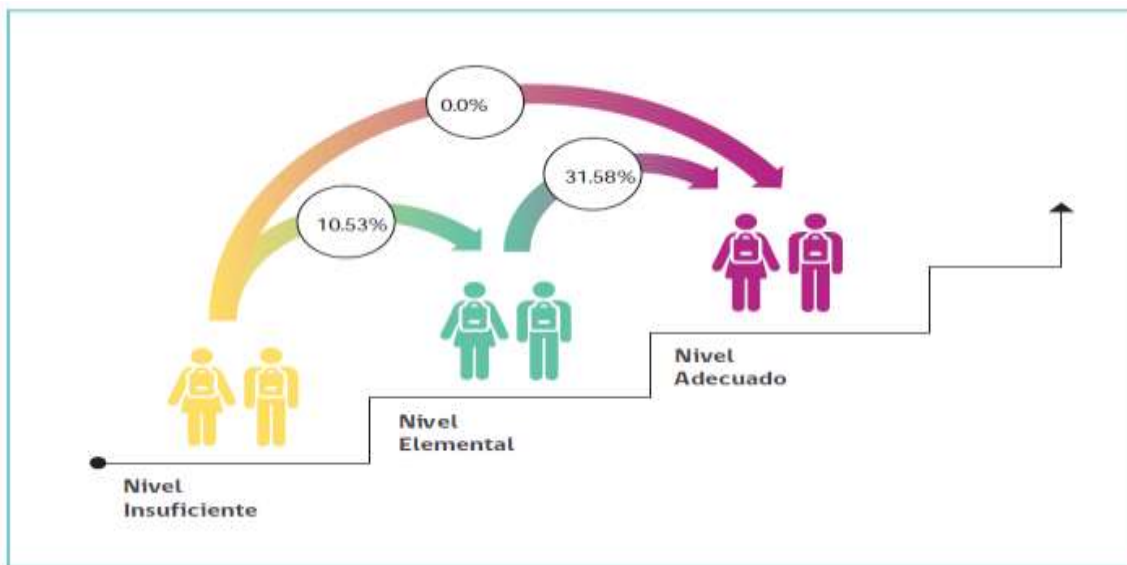 0.0%
31.58%
10.53%
Nivel
Adecuado
Nivel
Elemental
Nivel
Insuficiente